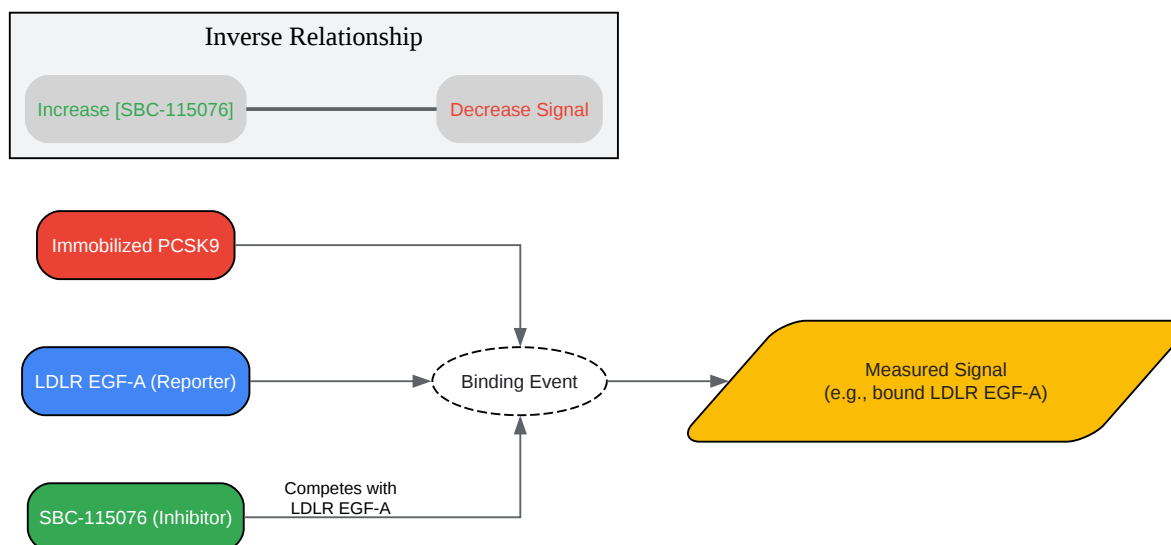 Inverse Relationship
Increase [SBC-115076]
Decrease Signal
Immobilized PCSK9
LDLR EGF-A (Reporter)
Binding Event
Measured Signal
(e.g., bound LDLR EGF-A)
Competes with
LDLR EGF-A
SBC-115076 (Inhibitor)